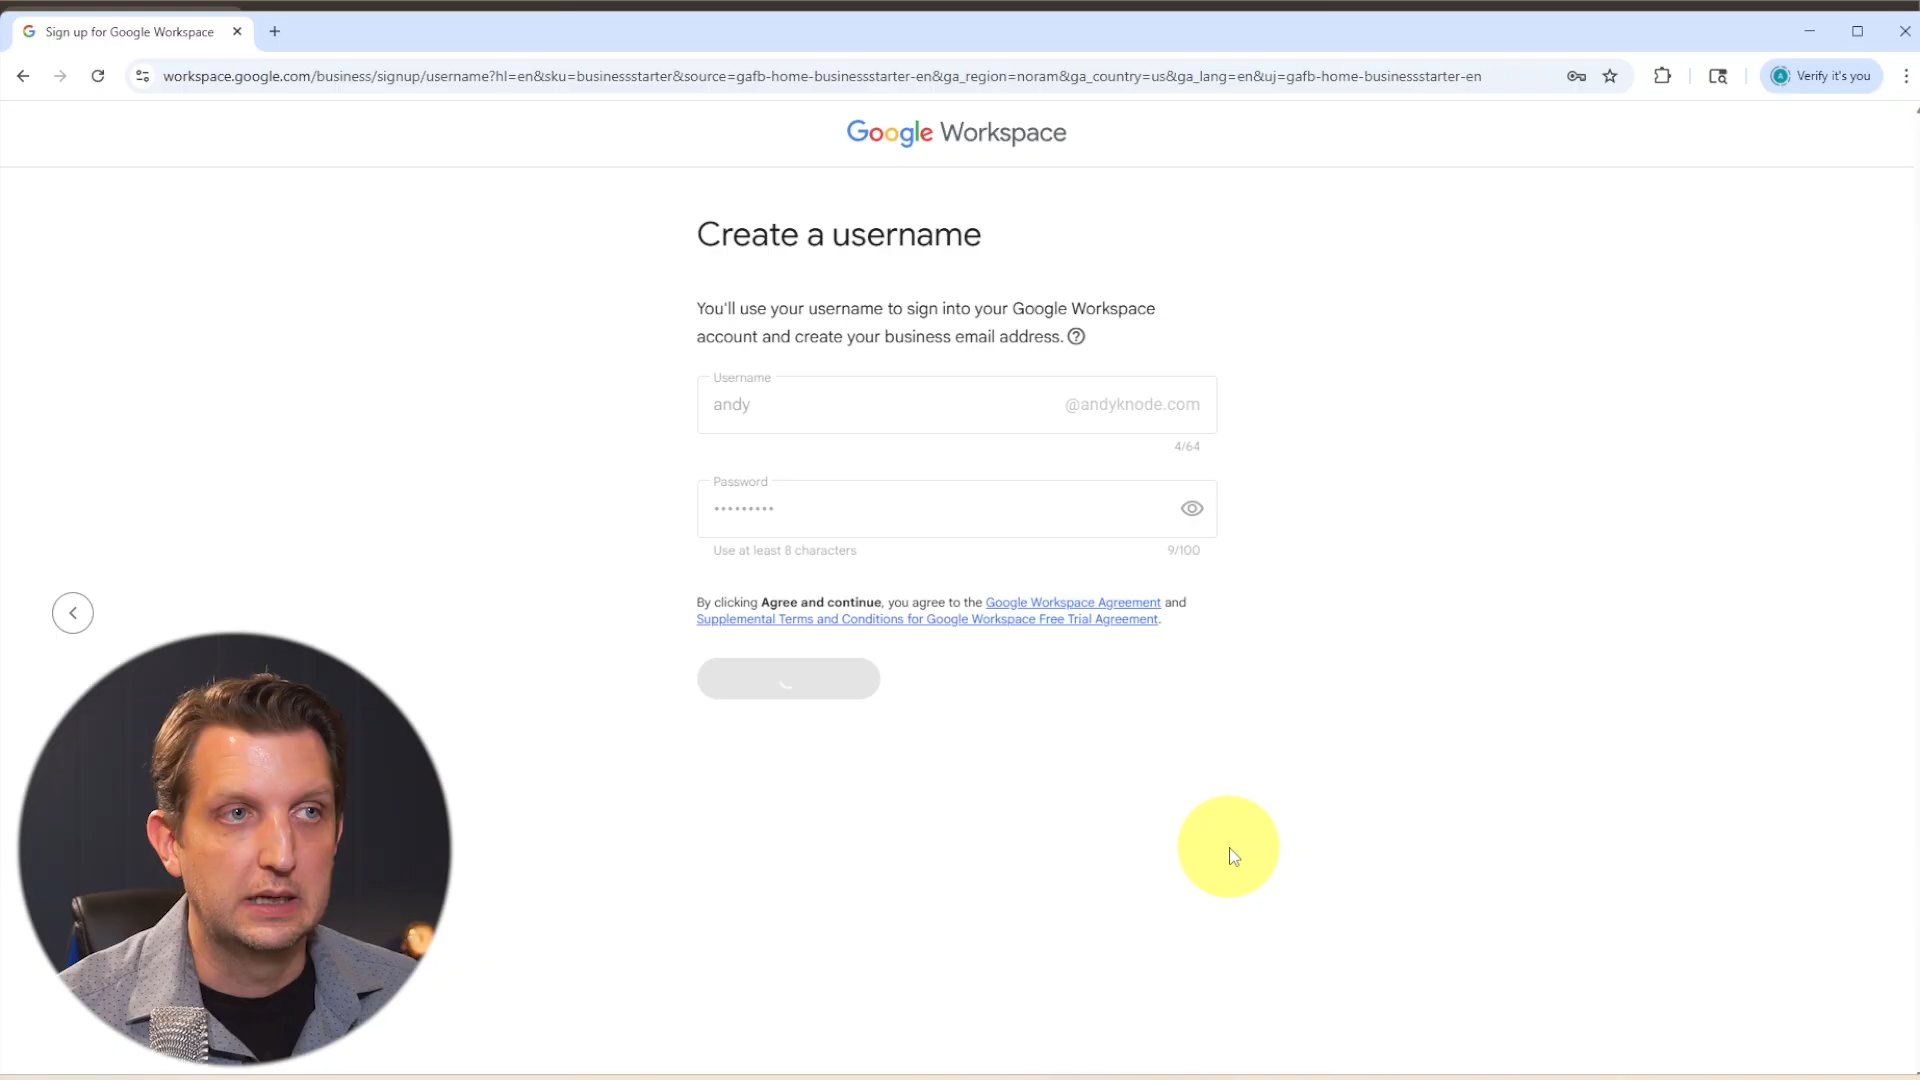 Sign up for Google Workspace
workspace.google.com/business/signup/username?hl=en&sku=businessstarter&source=gafb-home-businessstarter-en&ga_region=noram&ga_country=us&ga_lang=en&uj=gafb-home-businessstarter-en
Verify it's you
Google Workspace
Create a username
You'll use your username to sign into your Google Workspace
account and create your business email address.
Username
andy @andyknode.com
4/64
Password
•••••••••
Use at least 8 characters 9/100
By clicking Agree and continue, you agree to the Google Workspace Agreement and
Supplemental Terms and Conditions for Google Workspace Free Trial Agreement.